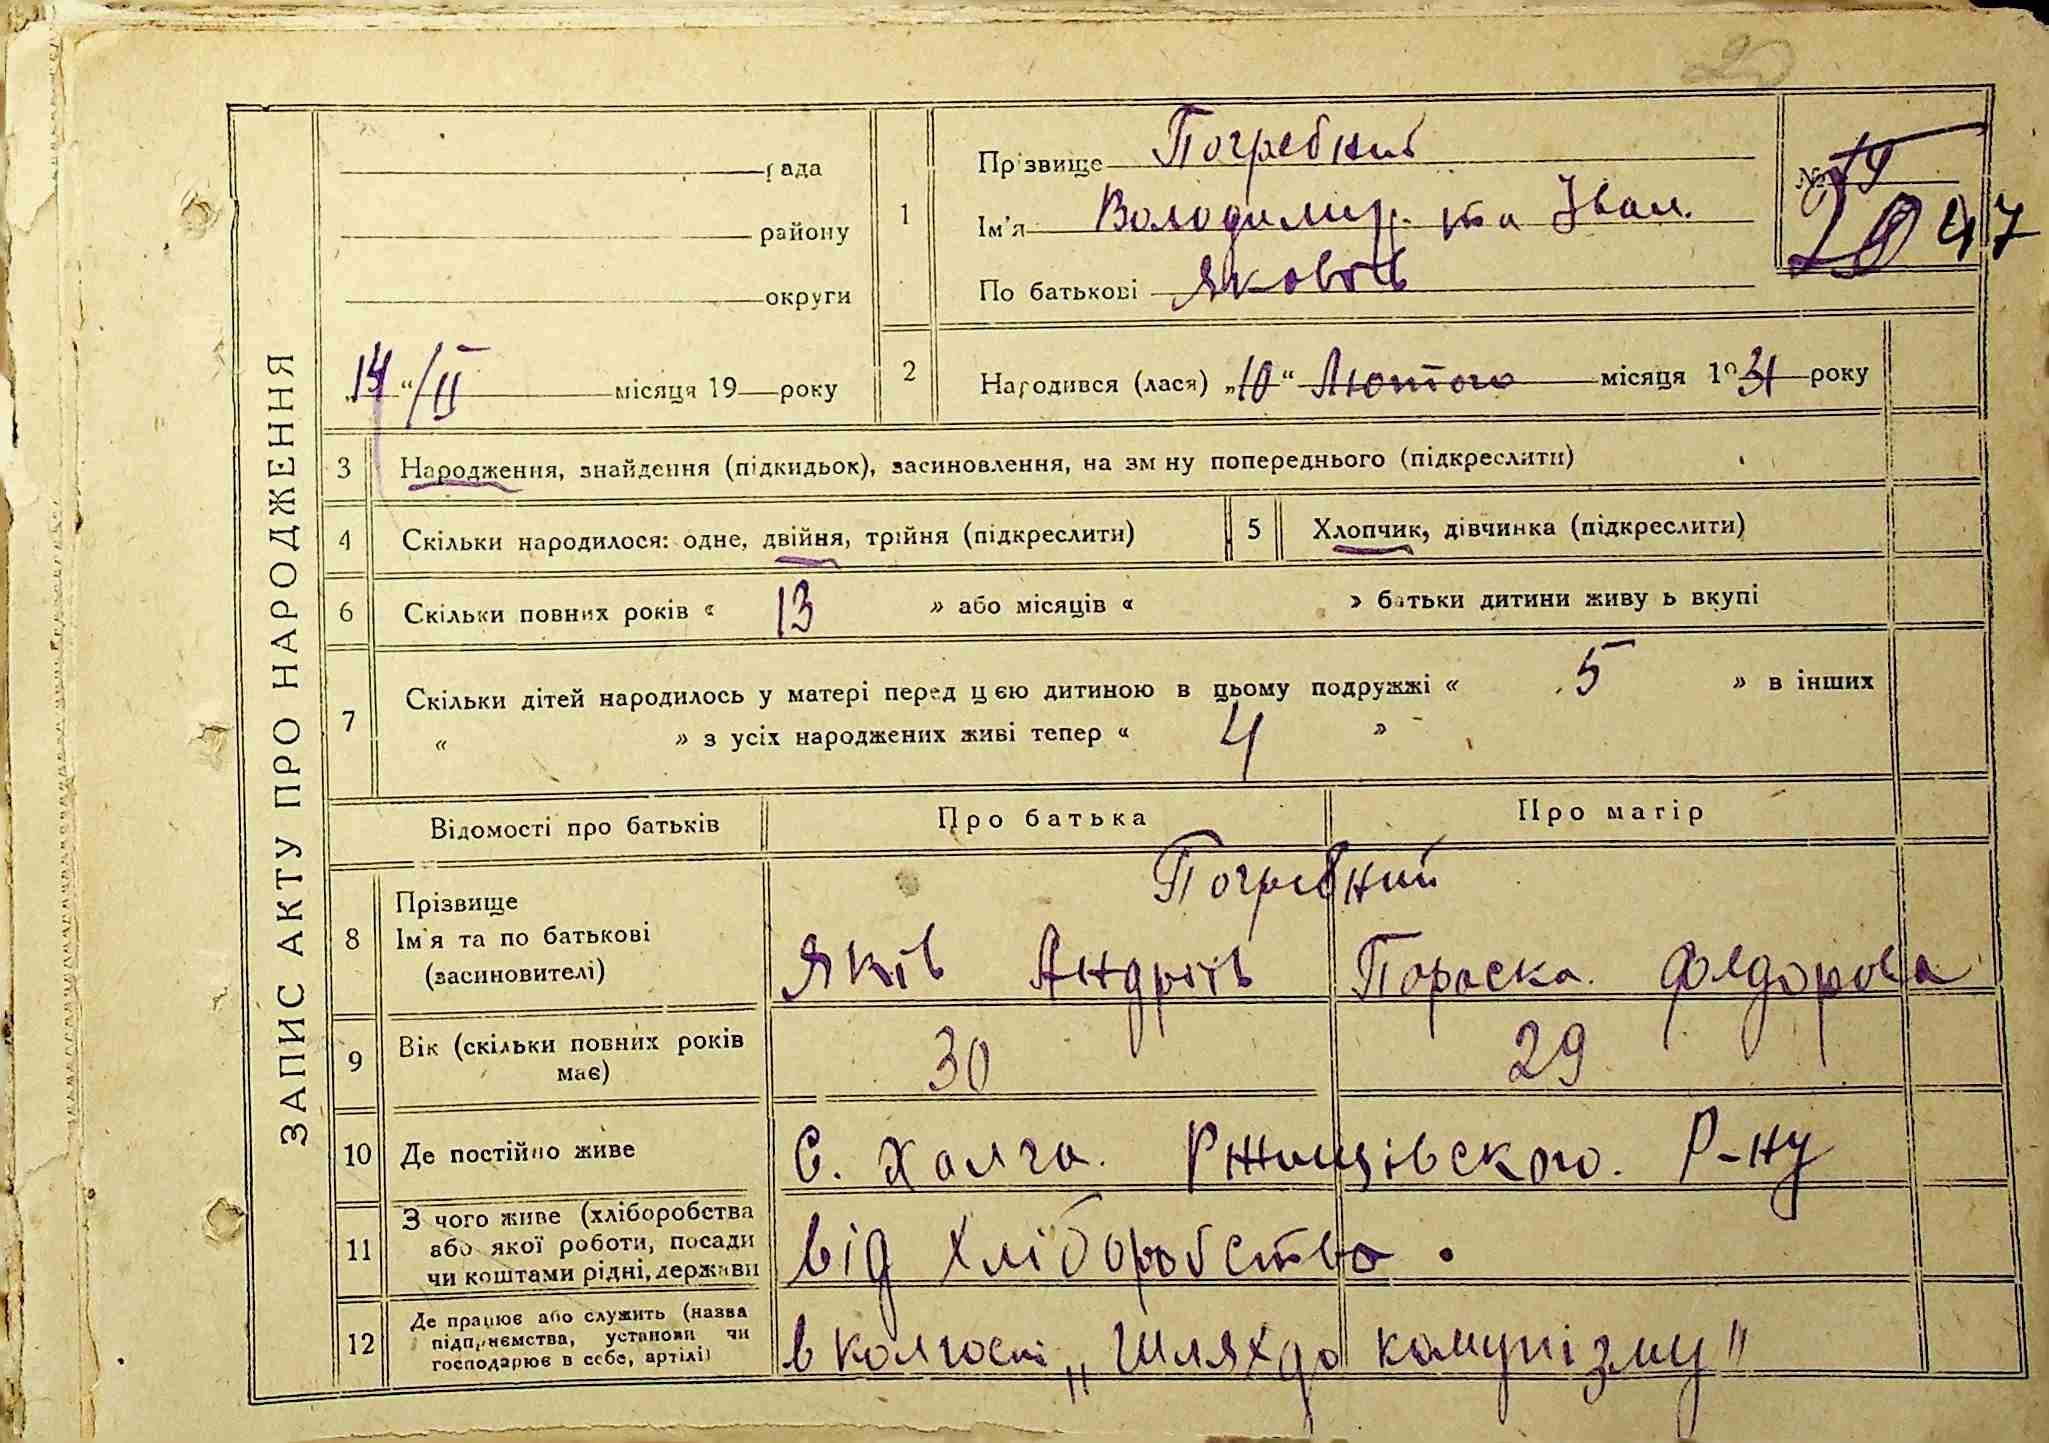 ЗАПИС АКТУ ПРО НАРОДЖЕННЯ
рада
району
округи
„14“/II місяця 19 року
1
Прізвище Погребний
Ім'я Володимир та Іван.
По батькові Яковів
№
2047
2 Народився (лася) „10“ Лютого місяця 1931 року
3 Народження, знайдення (підкидьок), засиновлення, на зміну попереднього (підкреслити)
4 Скільки народилося: одне, двійня, трійня (підкреслити)
5 Хлопчик, дівчинка (підкреслити)
6 Скільки повних років « 13 » або місяців « » батьки дитини живуть вкупі
7 Скільки дітей народилось у матері перед цією дитиною в цьому подружжі « 5 » в інших
« » з усіх народжених живі тепер « 4 »
Відомості про батьків Про батька Про матір
8 Прізвище Погребний
Ім'я та по батькові Яків Андріїв Пораска. Федорова
(засиновителі)
9 Вік (скільки повних років має) 30 29
10 Де постійно живе С. Халча. Ржищівского. Р-ну
11 З чого живе (хліборобства
або якої роботи, посади від хліборобства.
чи коштами рідні, держави
12 Де працює або служить (назва
підприємства, установи чи в колгоспі „Шлях до комунізму"
господарює в себе, артілі)